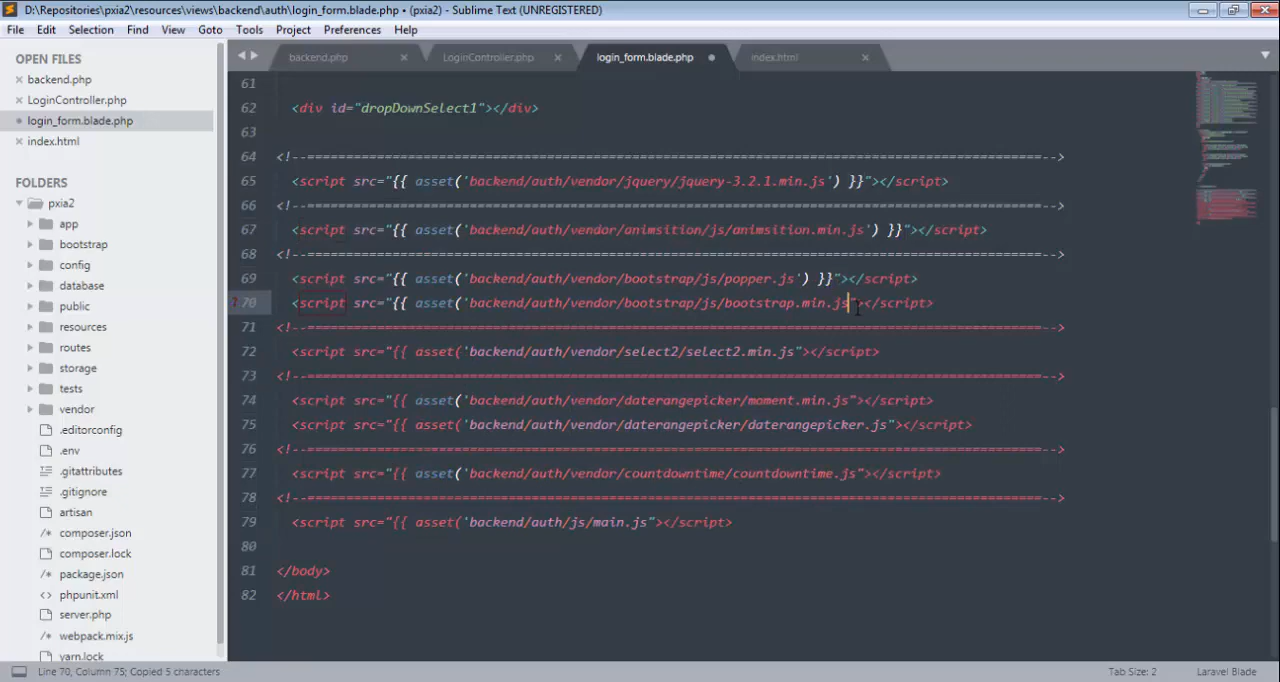 D:\Repositories\pxia2\resources\views\backend\auth\login_form.blade.php • (pxia2) - Sublime Text (UNREGISTERED)
File Edit Selection Find View Goto Tools Project Preferences Help
OPEN FILES
backend.php
LoginController.php
login_form.blade.php
index.html
FOLDERS
pxia2
app
bootstrap
config
database
public
resources
routes
storage
tests
vendor
.editorconfig
.env
.gitattributes
.gitignore
artisan
composer.json
composer.lock
package.json
phpunit.xml
server.php
webpack.mix.js
yarn.lock
backend.php LoginController.php login_form.blade.php index.html
61
62 <div id="dropDownSelect1"></div>
63
64 <!--===============================================================================================-->
65 <script src="{{ asset('backend/auth/vendor/jquery/jquery-3.2.1.min.js') }}"></script>
66 <!--===============================================================================================-->
67 <script src="{{ asset('backend/auth/vendor/animsition/js/animsition.min.js') }}"></script>
68 <!--===============================================================================================-->
69 <script src="{{ asset('backend/auth/vendor/bootstrap/js/popper.js') }}"></script>
70 <script src="{{ asset('backend/auth/vendor/bootstrap/js/bootstrap.min.js"></script>
71 <!--===============================================================================================-->
72 <script src="{{ asset('backend/auth/vendor/select2/select2.min.js"></script>
73 <!--===============================================================================================-->
74 <script src="{{ asset('backend/auth/vendor/daterangepicker/moment.min.js"></script>
75 <script src="{{ asset('backend/auth/vendor/daterangepicker/daterangepicker.js"></script>
76 <!--===============================================================================================-->
77 <script src="{{ asset('backend/auth/vendor/countdowntime/countdowntime.js"></script>
78 <!--===============================================================================================-->
79 <script src="{{ asset('backend/auth/js/main.js"></script>
80
81 </body>
82 </html>
Line 70, Column 75; Copied 5 characters
Tab Size: 2 Laravel Blade